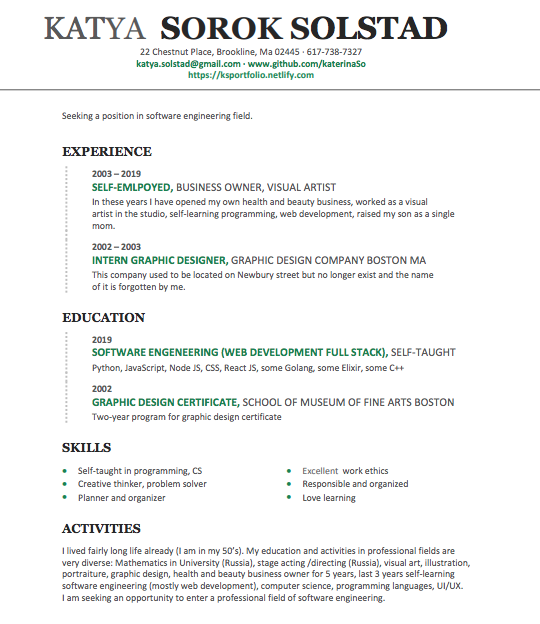 KATYA SOROK SOLSTAD
22 Chestnut Place, Brookline, Ma 02445 · 617-738-7327
katya.solstad@gmail.com · www.github.com/katerinaSo
https://ksportfolio.netlify.com
Seeking a position in software engineering field.
EXPERIENCE
2003 – 2019
SELF-EMLPOYED, BUSINESS OWNER, VISUAL ARTIST
In these years I have opened my own health and beauty business, worked as a visual
artist in the studio, self-learning programming, web development, raised my son as a single
mom.
2002 – 2003
INTERN GRAPHIC DESIGNER, GRAPHIC DESIGN COMPANY BOSTON MA
This company used to be located on Newbury street but no longer exist and the name
of it is forgotten by me.
EDUCATION
2019
SOFTWARE ENGENEERING (WEB DEVELOPMENT FULL STACK), SELF-TAUGHT
Python, JavaScript, Node JS, CSS, React JS, some Golang, some Elixir, some C++
2002
GRAPHIC DESIGN CERTIFICATE, SCHOOL OF MUSEUM OF FINE ARTS BOSTON
Two-year program for graphic design certificate
SKILLS
• Self-taught in programming, CS
• Creative thinker, problem solver
• Planner and organizer
• Excellent work ethics
• Responsible and organized
• Love learning
ACTIVITIES
I lived fairly long life already (I am in my 50's). My education and activities in professional fields are
very diverse: Mathematics in University (Russia), stage acting /directing (Russia), visual art, illustration,
portraiture, graphic design, health and beauty business owner for 5 years, last 3 years self-learning
software engineering (mostly web development), computer science, programming languages, UI/UX.
I am seeking an opportunity to enter a professional field of software engineering.